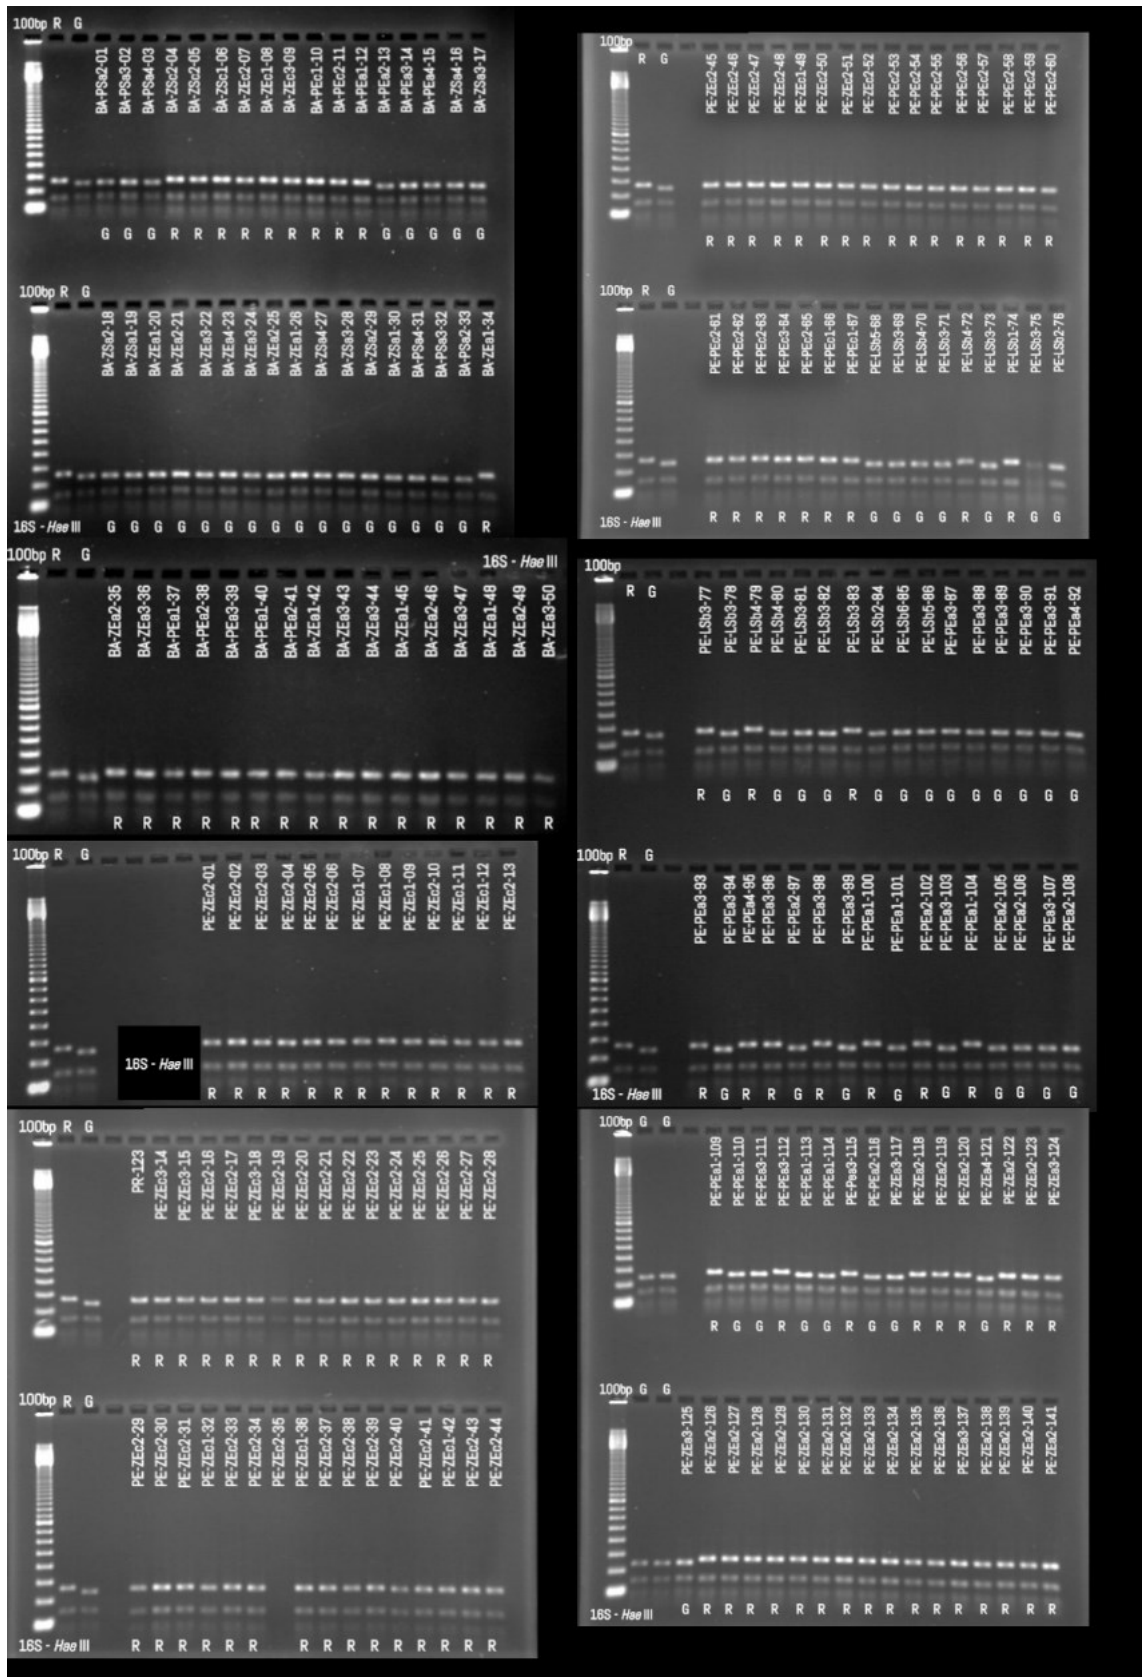 100bp R G
BA-PSa2-01
BA-PSa3-02
BA-PSa4-03
BA-ZSc2-04
BA-ZSc2-05
BA-ZSc1-06
BA-ZEc2-07
BA-ZEc1-08
BA-ZEc3-09
BA-PEc1-10
BA-PEc2-11
BA-PEa1-12
BA-PEa2-13
BA-PEa3-14
BA-PEa4-15
BA-ZSa4-16
BA-ZSa3-17
G G G R R R R R R R R R G G G G G
100bp R G
BA-ZSa2-18
BA-ZSa1-19
BA-ZEa1-20
BA-ZEa2-21
BA-ZEa3-22
BA-ZEa4-23
BA-ZEa3-24
BA-ZEa2-25
BA-ZEa1-26
BA-ZSa4-27
BA-ZSa3-28
BA-ZSa2-29
BA-ZSa1-30
BA-PSa4-31
BA-PSa3-32
BA-PSa2-33
BA-ZEa1-34
16S - Hae III G G G G G G G G G G G G G G G G R
100bp R G 16S - Hae III
BA-ZEa2-35
BA-ZEa3-36
BA-PEa1-37
BA-PEa2-38
BA-PEa3-39
BA-PEa1-40
BA-PEa2-41
BA-ZEa1-42
BA-ZEa3-43
BA-ZEa3-44
BA-ZEa1-45
BA-ZEa2-46
BA-ZEa3-47
BA-ZEa1-48
BA-ZEa2-49
BA-ZEa3-50
R R R R R R R R R R R R R R R R
100bp R G
PE-ZEc2-01
PE-ZEc2-02
PE-ZEc2-03
PE-ZEc2-04
PE-ZEc2-05
PE-ZEc2-06
PE-ZEc1-07
PE-ZEc1-08
PE-ZEc1-09
PE-ZEc2-10
PE-ZEc1-11
PE-ZEc1-12
PE-ZEc2-13
16S - Hae III
R R R R R R R R R R R R R
100bp R G
PR-123
PE-ZEc3-14
PE-ZEc3-15
PE-ZEc2-16
PE-ZEc2-17
PE-ZEc3-18
PE-ZEc2-19
PE-ZEc2-20
PE-ZEc2-21
PE-ZEc2-22
PE-ZEc2-23
PE-ZEc2-24
PE-ZEc2-25
PE-ZEc2-26
PE-ZEc2-27
PE-ZEc2-28
R R R R R R R R R R R R R R R R
100bp R G
PE-ZEc2-29
PE-ZEc2-30
PE-ZEc2-31
PE-ZEc1-32
PE-ZEc2-33
PE-ZEc2-34
PE-ZEc2-35
PE-ZEc1-36
PE-ZEc2-37
PE-ZEc2-38
PE-ZEc2-39
PE-ZEc2-40
PE-ZEc2-41
PE-ZEc1-42
PE-ZEc2-43
PE-ZEc2-44
16S - Hae III R R R R R R R R R R R R R R R
100bp R G
PE-ZEc2-45
PE-ZEc2-46
PE-ZEc2-47
PE-ZEc2-48
PE-ZEc1-49
PE-ZEc2-50
PE-ZEc2-51
PE-ZEc2-52
PE-PEc2-53
PE-PEc2-54
PE-PEc2-55
PE-PEc2-56
PE-PEc2-57
PE-PEc2-58
PE-PEc2-59
PE-PEc2-60
R R R R R R R R R R R R R R R
100bp R G
PE-PEc2-61
PE-PEc2-62
PE-PEc2-63
PE-PEc3-64
PE-PEc2-65
PE-PEc1-66
PE-PEc1-67
PE-LSb5-68
PE-LSb6-69
PE-LSb4-70
PE-LSb3-71
PE-LSb4-72
PE-LSb3-73
PE-LSb1-74
PE-LSb3-75
PE-LSb2-76
16S - Hae III R R R R R R R G G G G R G R G G
100bp R G
PE-LSb3-77
PE-LSb3-78
PE-LSb4-79
PE-LSb4-80
PE-LSb3-81
PE-LSb3-82
PE-LSb3-83
PE-LSb2-84
PE-LSb6-85
PE-LSb5-86
PE-PEa3-87
PE-PEa3-88
PE-PEa3-89
PE-PEa3-90
PE-PEa3-91
PE-PEa4-92
R G R G G G R G G G G G G G G G
100bp R G
PE-PEa3-93
PE-PEa3-94
PE-PEa4-95
PE-PEa3-96
PE-PEa2-97
PE-PEa3-98
PE-PEa3-99
PE-PEa1-100
PE-PEa1-101
PE-PEa2-102
PE-PEa3-103
PE-PEa1-104
PE-PEa2-105
PE-PEa2-106
PE-PEa3-107
PE-PEa2-108
16S - Hae III R G R R G R G R G R G R G G G G
100bp G G
PE-PEa1-109
PE-PEa1-110
PE-PEa3-111
PE-PEa3-112
PE-PEa1-113
PE-PEa1-114
PE-Pea3-115
PE-PEa2-116
PE-ZEa3-117
PE-ZEa2-118
PE-ZEa2-119
PE-ZEa2-120
PE-ZEa4-121
PE-ZEa2-122
PE-ZEa2-123
PE-ZEa3-124
R G G R G G R G G R R R G R R R
100bp G G
PE-ZEa3-125
PE-ZEa2-126
PE-ZEa2-127
PE-ZEa2-128
PE-ZEa2-129
PE-ZEa2-130
PE-ZEa2-131
PE-ZEa2-132
PE-ZEa2-133
PE-ZEa2-134
PE-ZEa2-135
PE-ZEa2-136
PE-ZEa3-137
PE-ZEa2-138
PE-ZEa2-139
PE-ZEa2-140
PE-ZEa2-141
16S - Hae III G R R R R R R R R R R R R R R R R